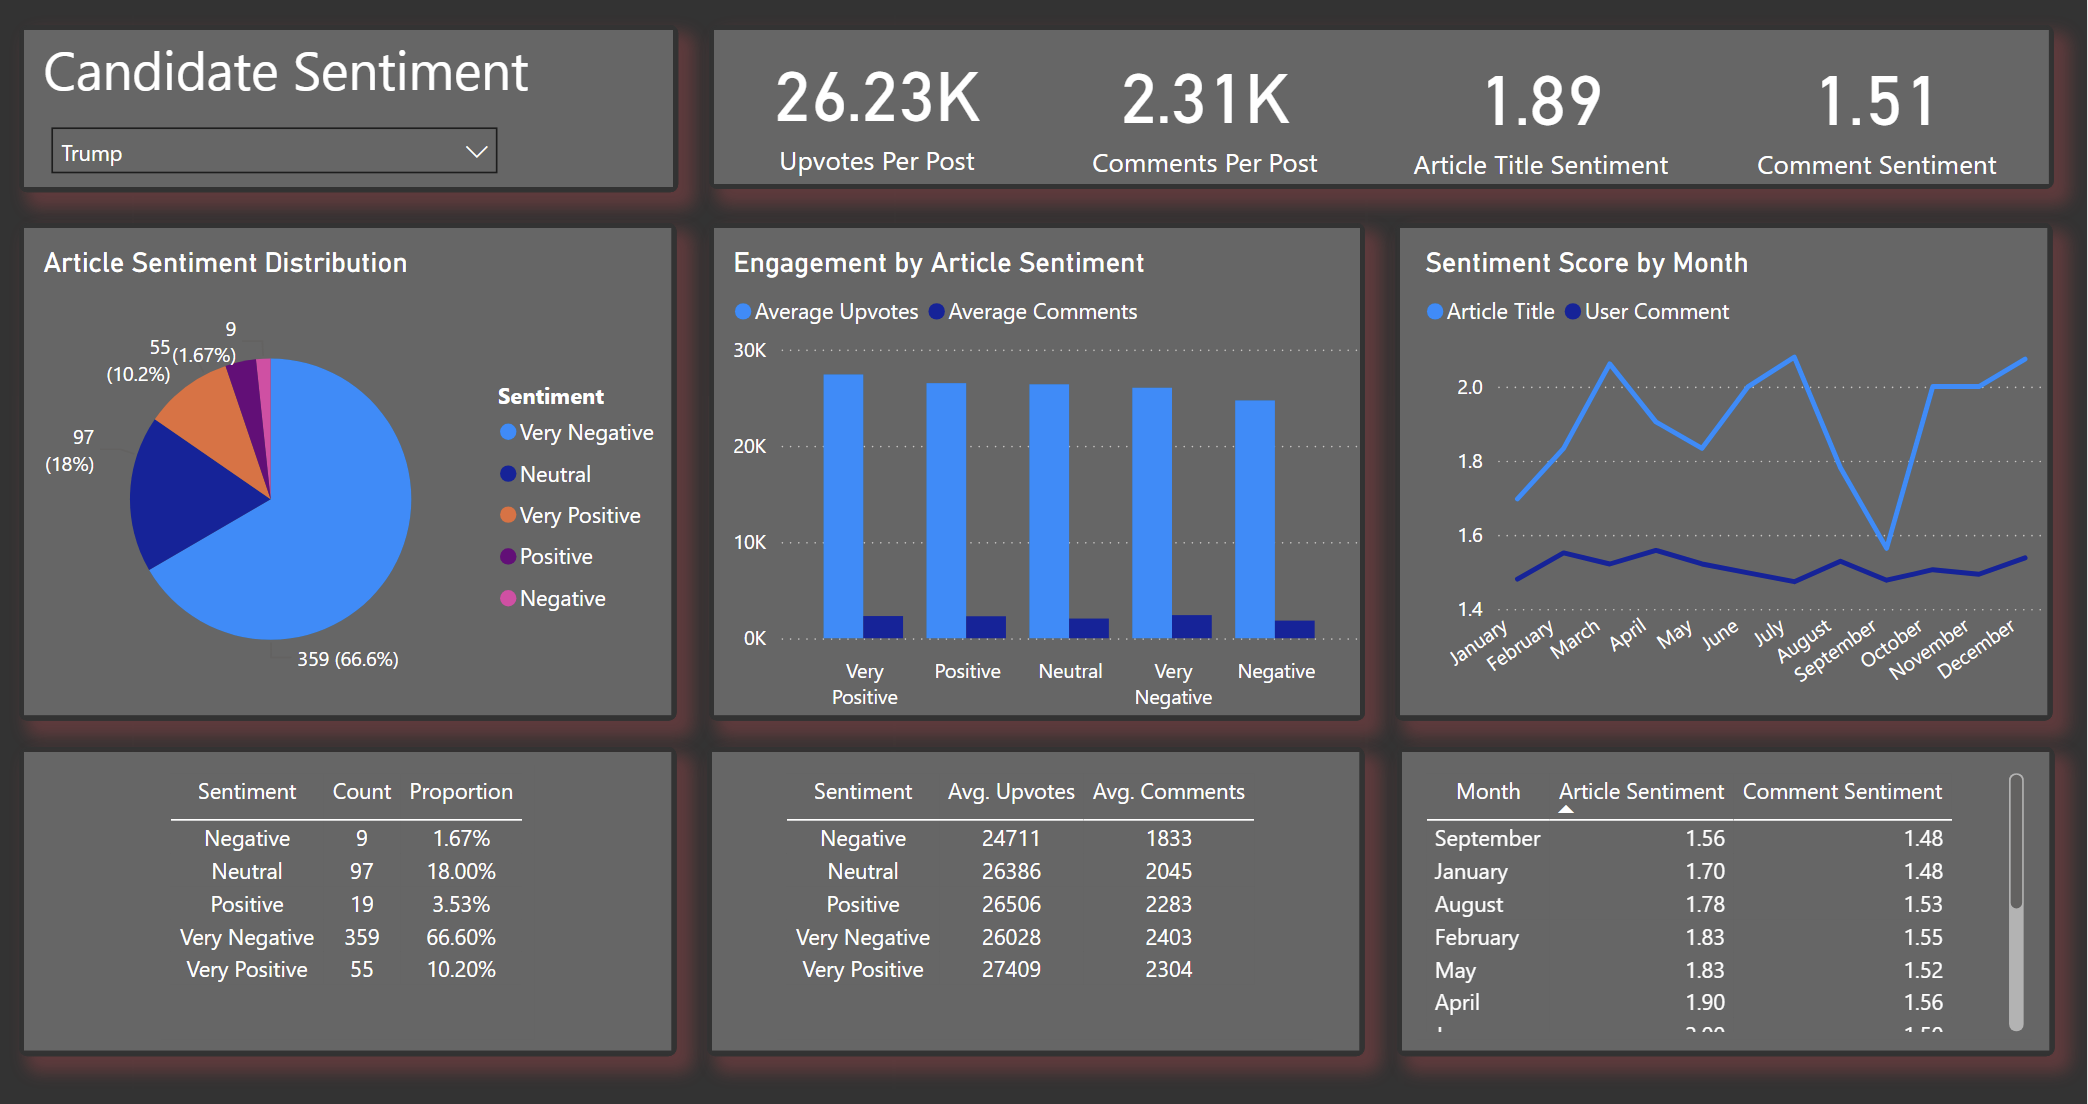 Candidate Sentiment
Trump
26.23K
Upvotes Per Post
2.31K
Comments Per Post
1.89
Article Title Sentiment
1.51
Comment Sentiment
Article Sentiment Distribution
9
(1.67%)
55
(10.2%)
97
(18%)
359 (66.6%)
Sentiment
Very Negative
Neutral
Very Positive
Positive
Negative
Engagement by Article Sentiment
Average Upvotes Average Comments
30K
20K
10K
0K
Very Positive
Positive
Neutral
Very Negative
Negative
Sentiment Score by Month
Article Title User Comment
2.0
1.8
1.6
1.4
January
February
March
April
May
June
July
August
September
October
November
December
Sentiment Count Proportion
Negative 9 1.67%
Neutral 97 18.00%
Positive 19 3.53%
Very Negative 359 66.60%
Very Positive 55 10.20%
Sentiment Avg. Upvotes Avg. Comments
Negative 24711 1833
Neutral 26386 2045
Positive 26506 2283
Very Negative 26028 2403
Very Positive 27409 2304
Month Article Sentiment Comment Sentiment
September 1.56 1.48
January 1.70 1.48
August 1.78 1.53
February 1.83 1.55
May 1.83 1.52
April 1.90 1.56